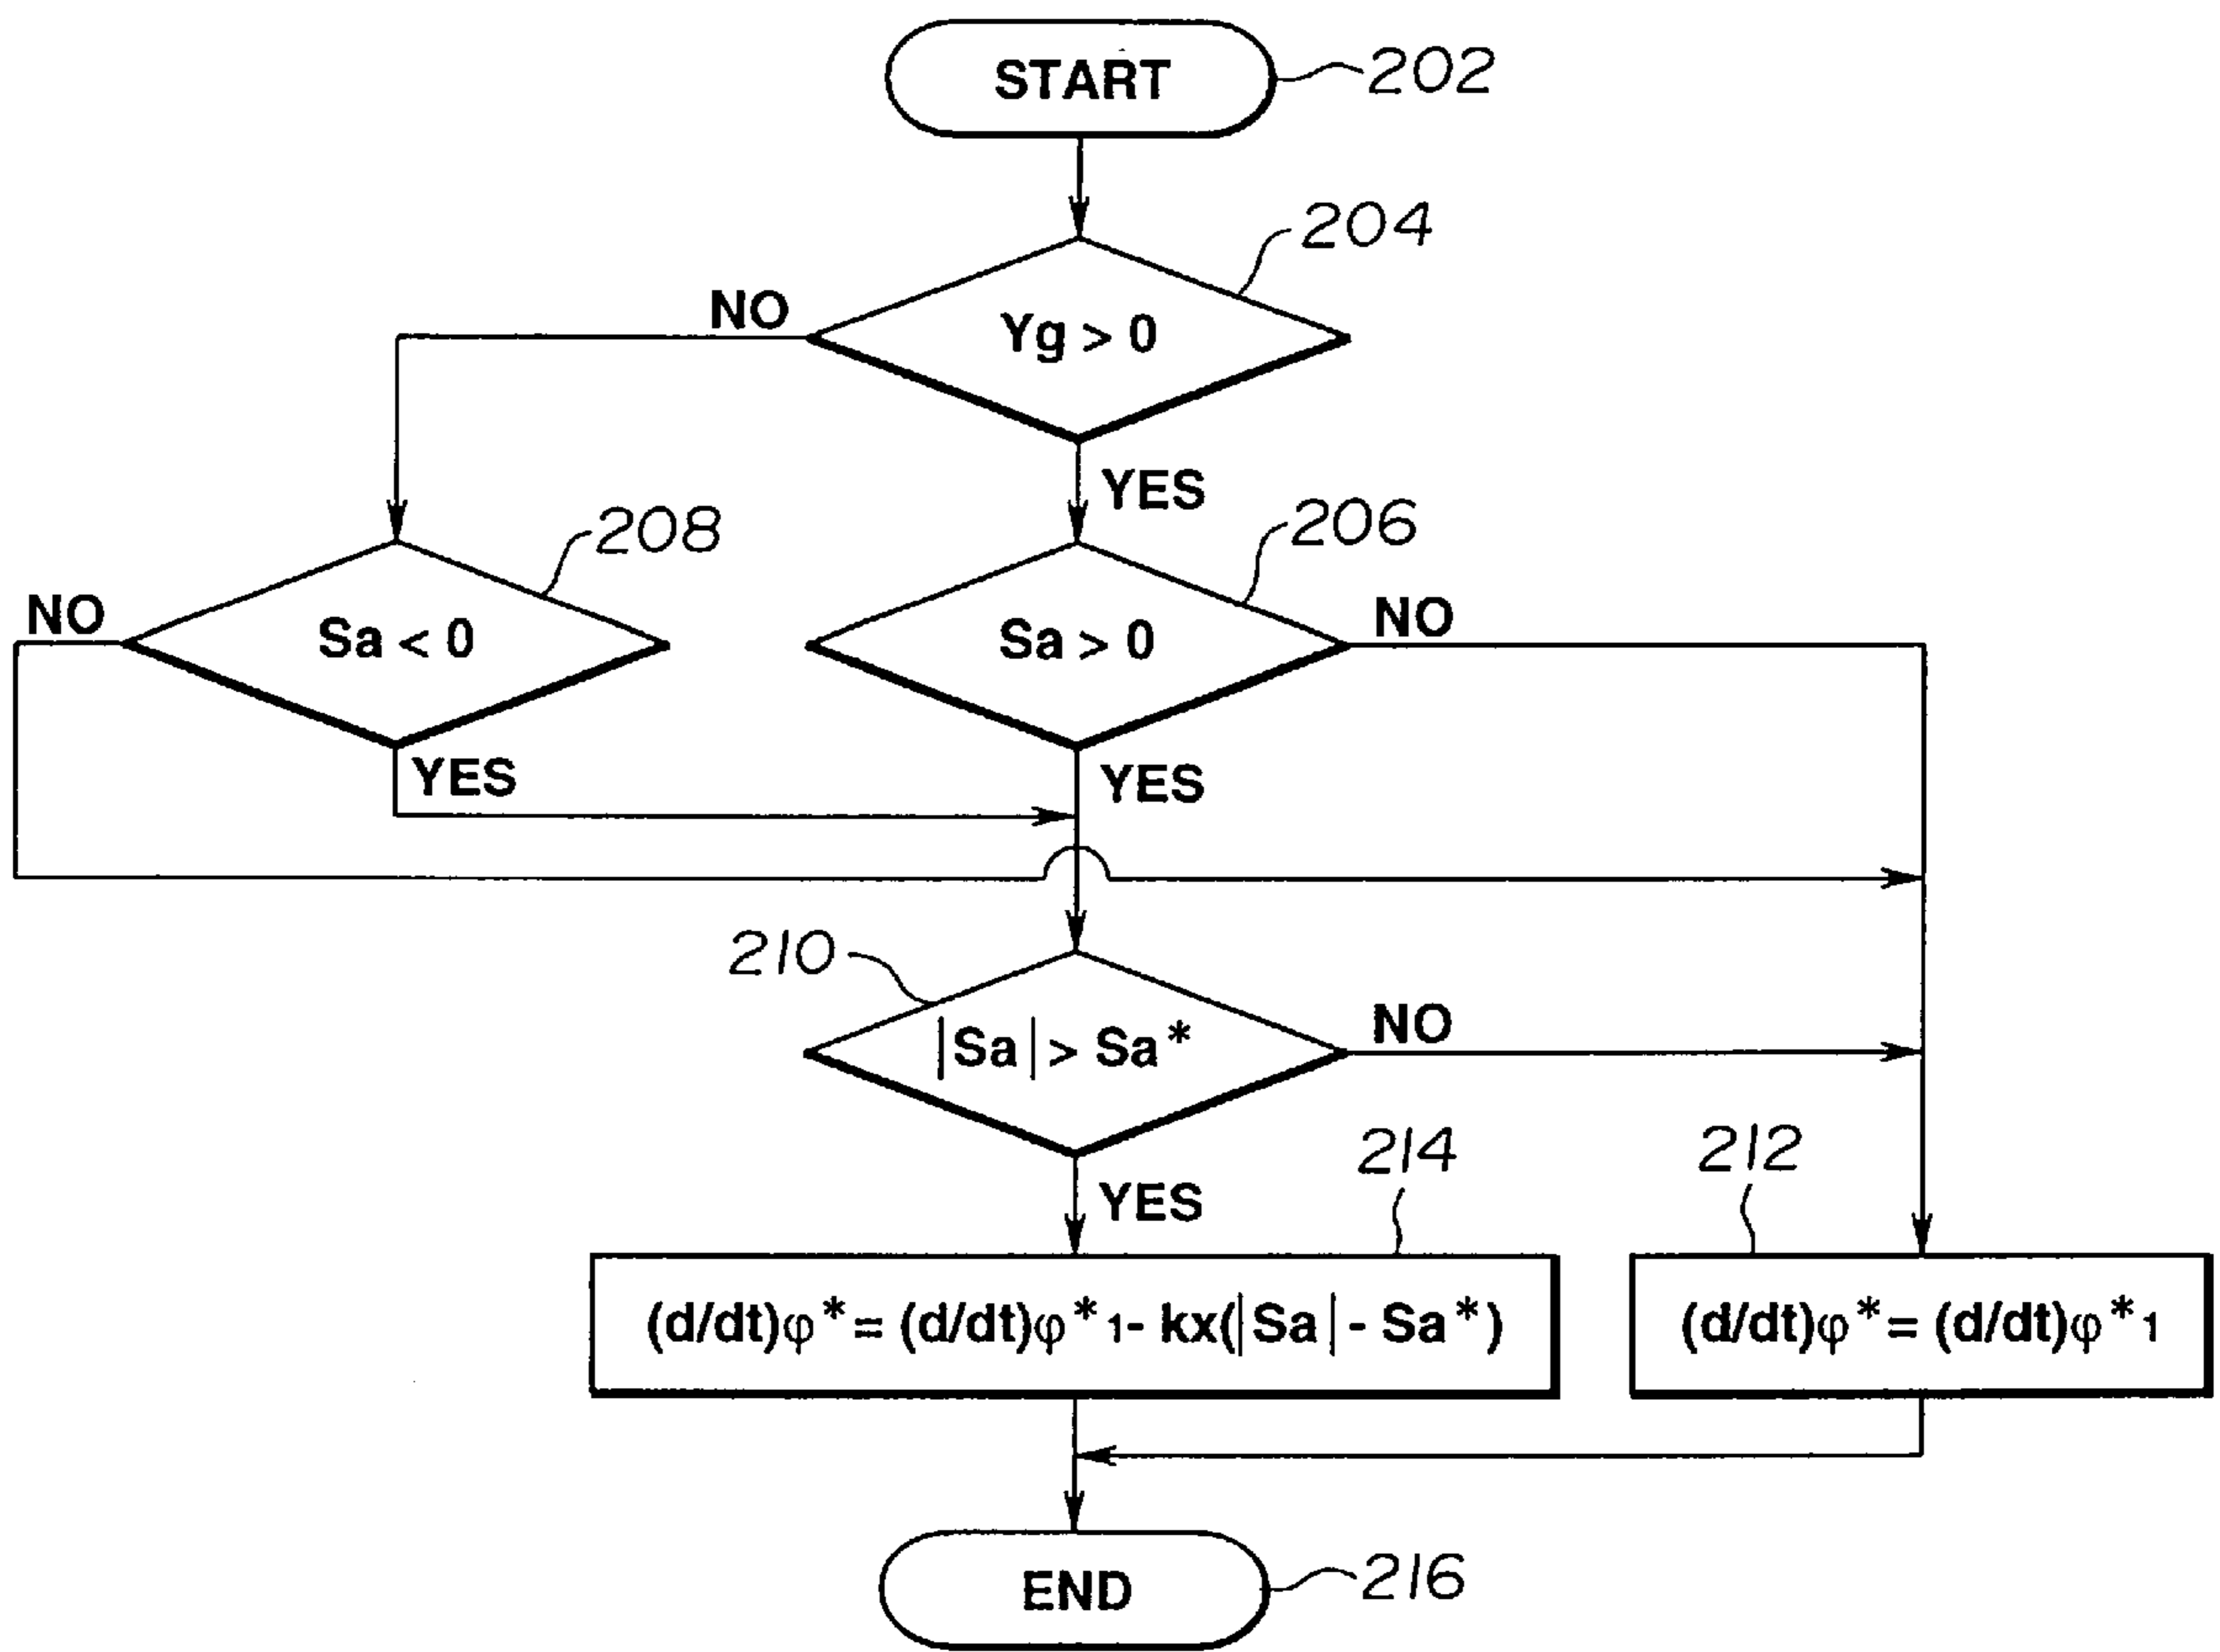 START
202
204
NO
Yg > 0
YES
208
206
NO
Sa < 0
Sa > 0
NO
YES
YES
210
|Sa| > Sa*
NO
214
212
YES
(d/dt)φ* = (d/dt)φ*1- kx(|Sa| - Sa*)
(d/dt)φ* = (d/dt)φ*1
END
216